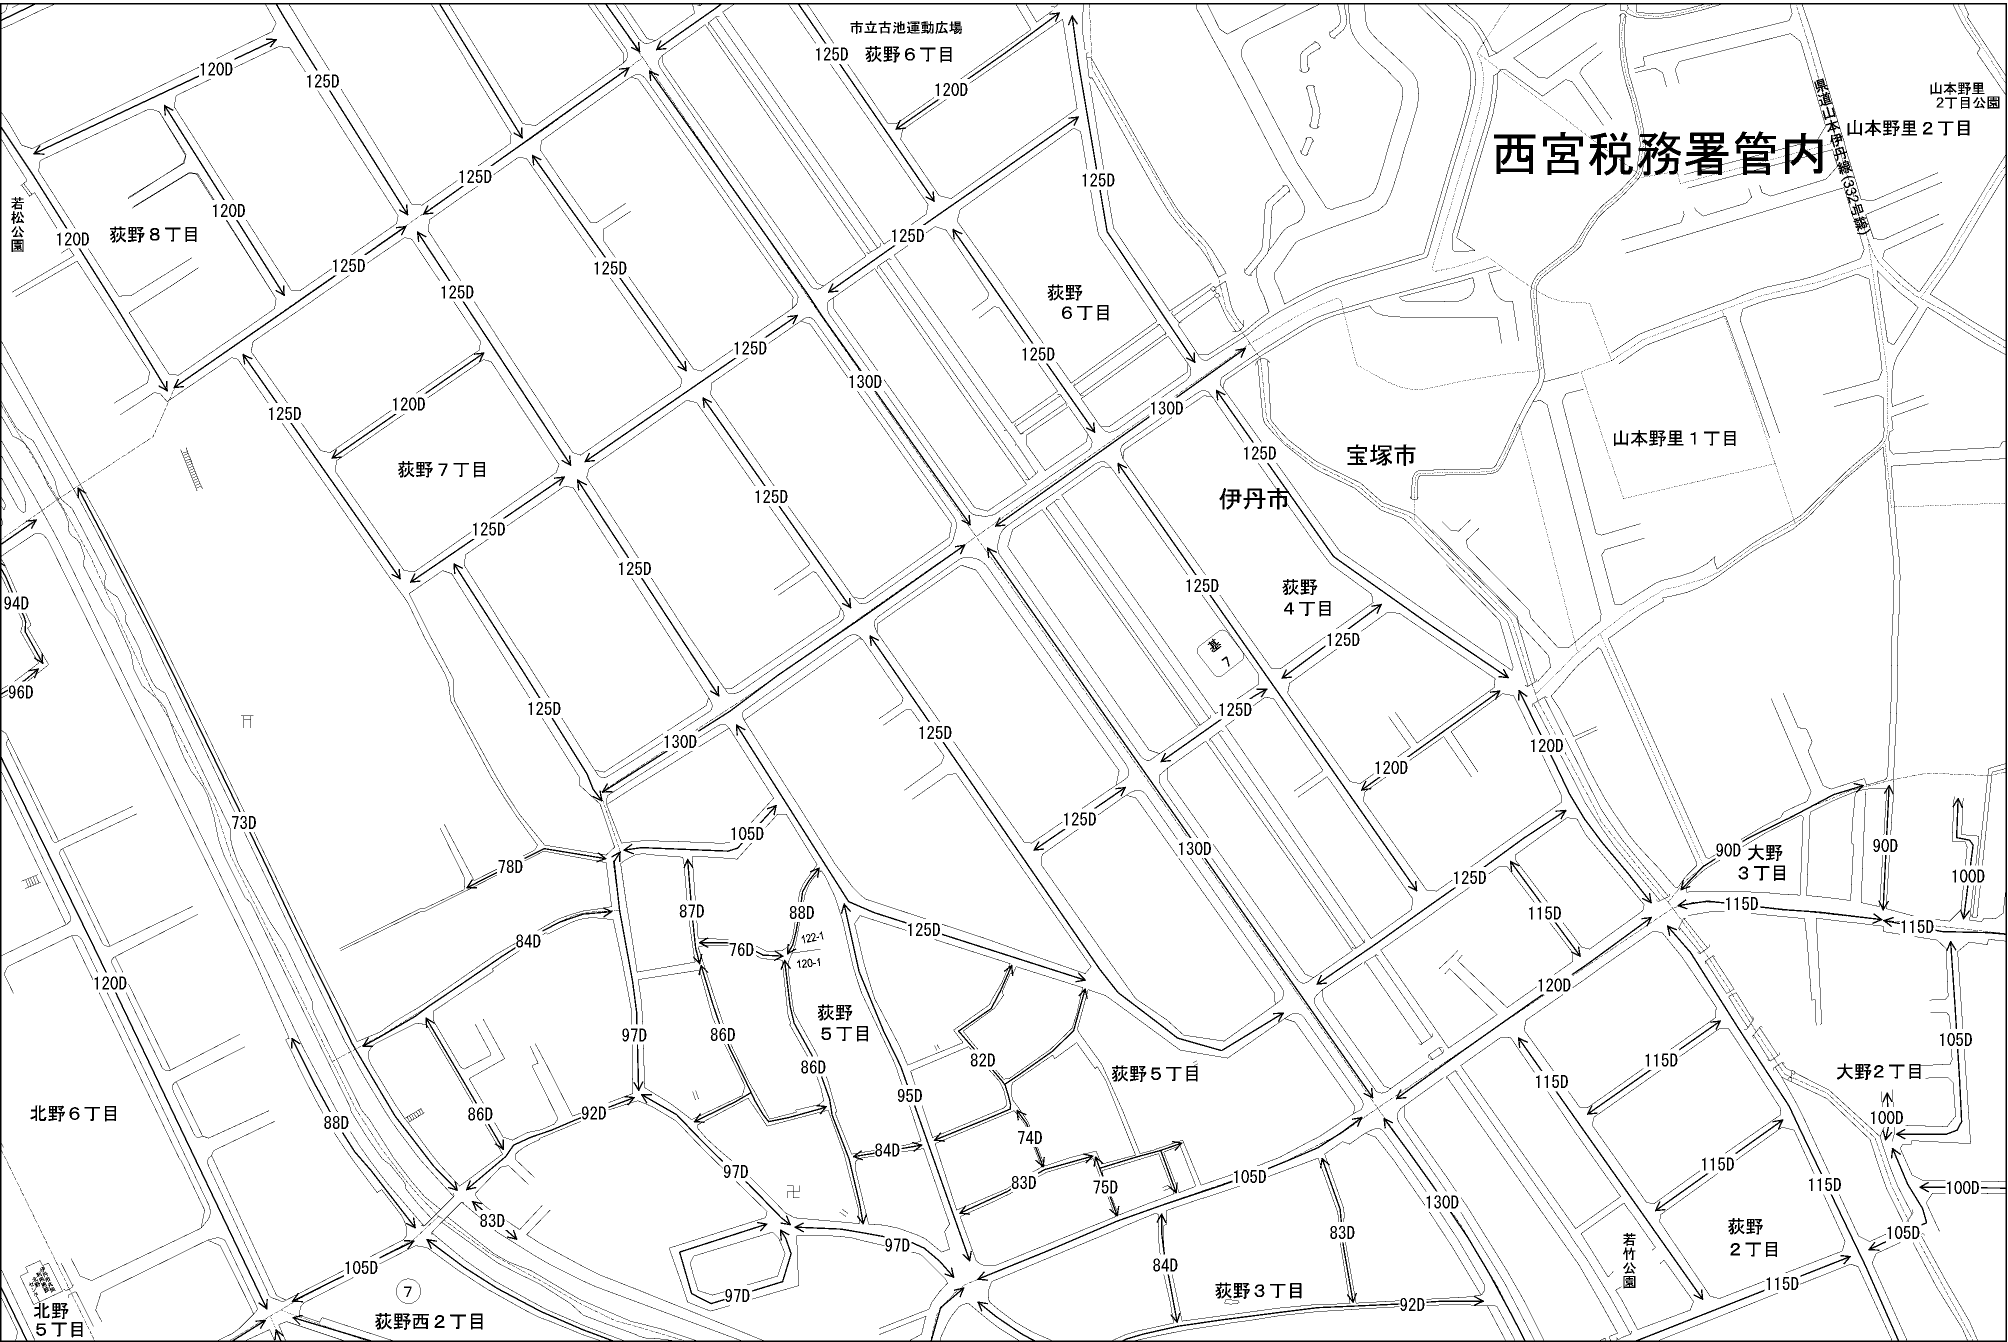 市立古池運動広場
125D
荻野６丁目
120D
125D
120D
山本野里
2丁目公園
県道山本伊丹線(332号線)
山本野里２丁目
西宮税務署管内
125D
125D
120D
若松公園
荻野８丁目
120D
125D
125D
125D
125D
荻野
６丁目
125D
125D
125D
130D
120D
125D
130D
125D
荻野７丁目
山本野里１丁目
宝塚市
伊丹市
125D
125D
125D
125D
125D
荻野
４丁目
94D
125D
墓
7
96D
125D
125D
125D
130D
120D
120D
73D
125D
105D
130D
90D
大野
３丁目
90D
78D
125D
100D
87D
88D
115D
115D
125D
115D
84D
122-1
76D
120-1
120D
120D
荻野
５丁目
97D
86D
105D
82D
86D
荻野５丁目
115D
115D
大野２丁目
95D
北野６丁目
88D
86D
92D
100D
74D
84D
115D
97D
83D
75D
105D
115D
100D
130D
83D
83D
荻野
２丁目
105D
97D
若竹公園
105D
84D
⑦
北野
５丁目
97D
荻野３丁目
115D
荻野西２丁目
92D